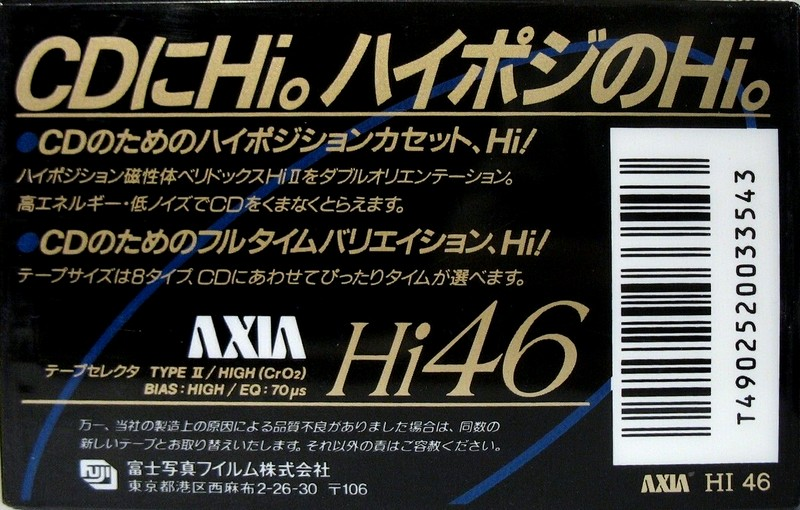 CDにHi。ハイポジのHi。
●CDのためのハイポジションカセット、Hi!
ハイポジション磁性体ベリドックスHiⅡをダブルオリエンテーション。
高エネルギー・低ノイズでCDをくまなくとらえます。
●CDのためのフルタイムバリエイション、Hi!
テープサイズは8タイプ、CDにあわせてぴったりタイムが選べます。
AXIA Hi46
テープセレクタ TYPE Ⅱ/HIGH(CrO₂)
BIAS:HIGH/EQ:70μs
万一、当社の製造上の原因による品質不良がありました場合は、同数の
新しいテープとお取り替えいたします。それ以外の責はご容赦ください。
FUJI 富士写真フイルム株式会社
東京都港区西麻布2-26-30 〒106
T4902520033543
AXIA HI 46